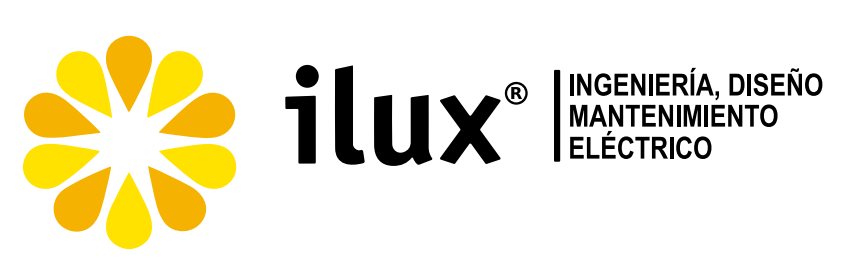 ilux®
INGENIERÍA, DISEÑO
MANTENIMIENTO
ELÉCTRICO